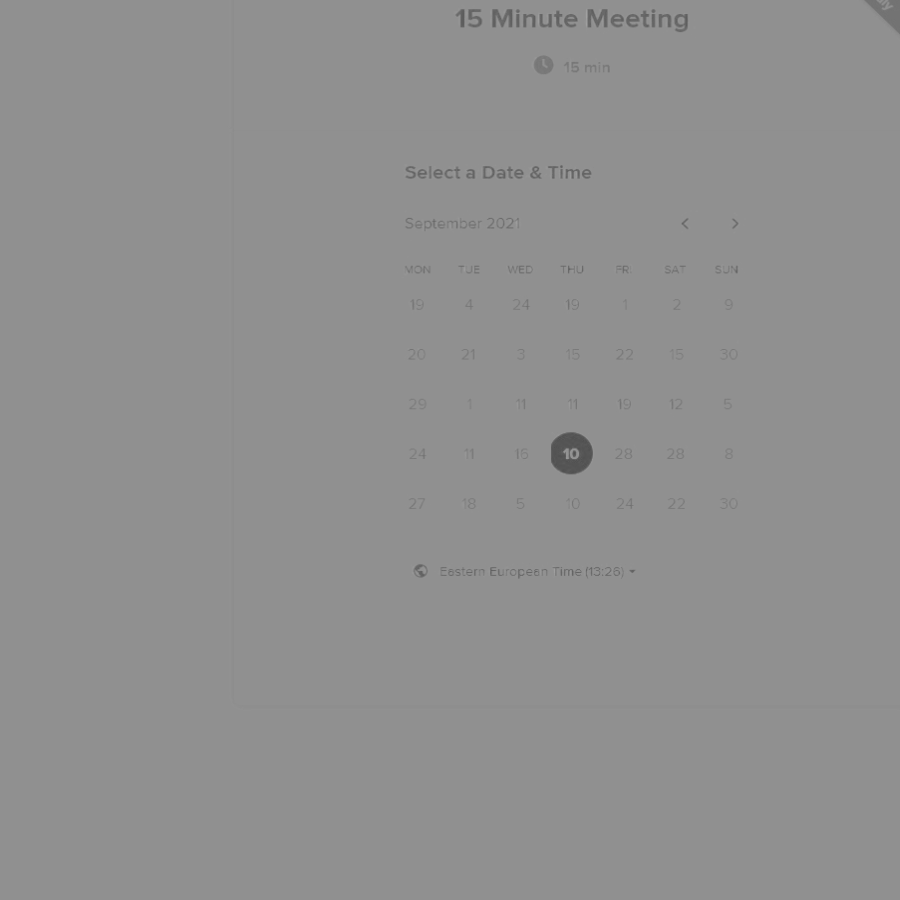 15 Minute Meeting
15 min
Select a Date & Time
September 2021
MON TUE WED THU FRI SAT SUN
19 4 24 19 1 2 9
20 21 3 15 22 15 30
29 1 11 11 19 12 5
24 11 16 10 28 28 8
27 18 5 10 24 22 30
Eastern European Time (13:26)